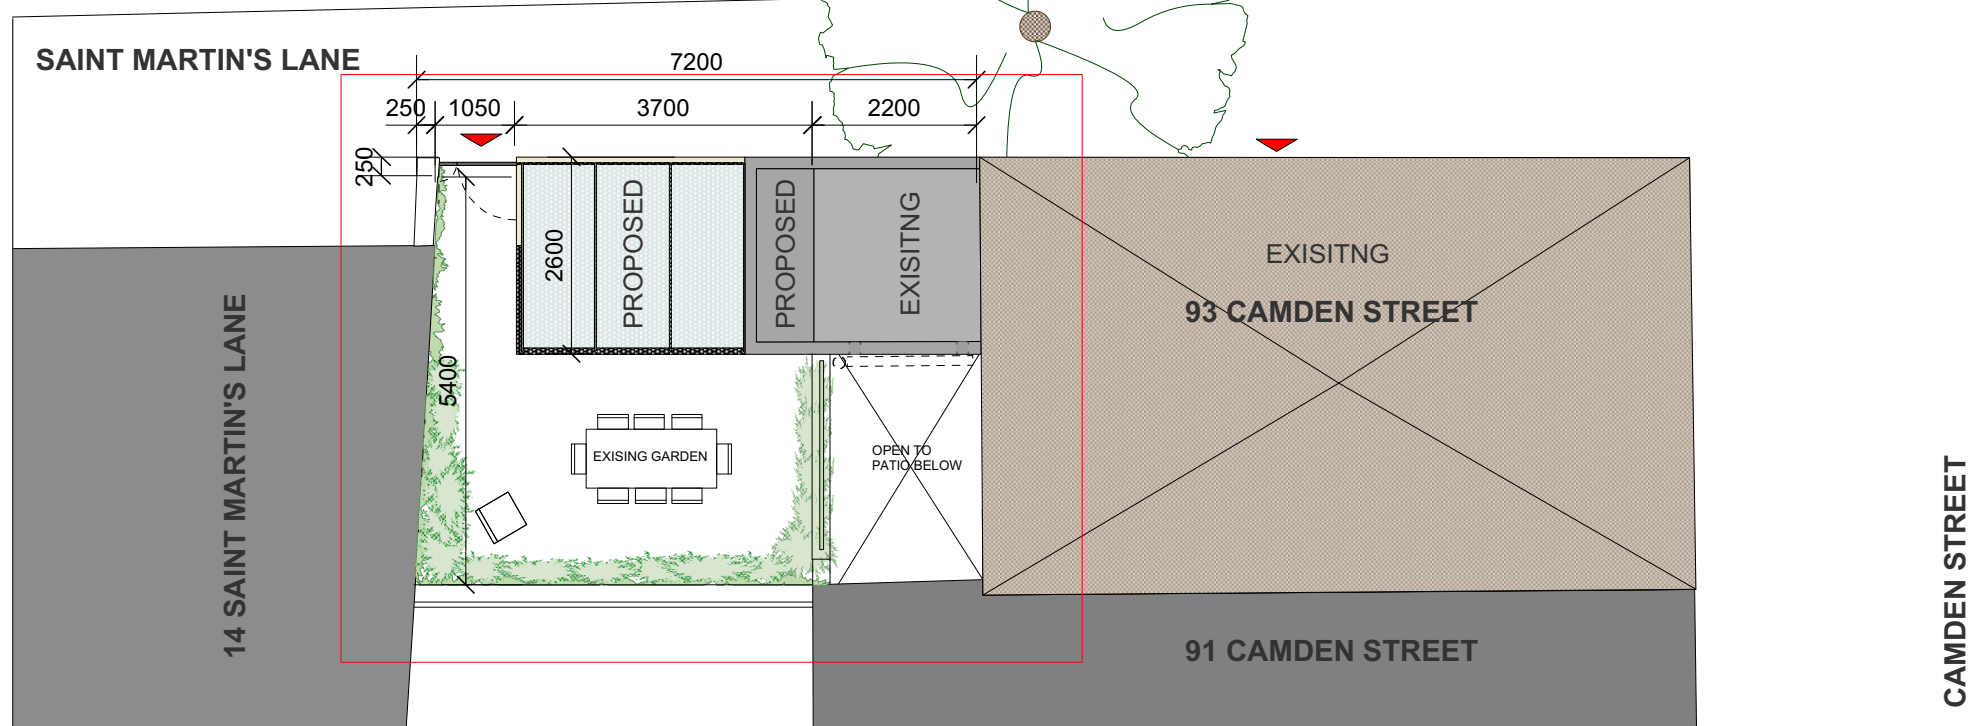 SAINT MARTIN'S LANE
7200
250
1050
3700
2200
250
2600
PROPOSED
PROPOSED
EXISITNG
EXISITNG
93 CAMDEN STREET
14 SAINT MARTIN'S LANE
5400
EXISING GARDEN
OPEN TO
PATIO BELOW
91 CAMDEN STREET
CAMDEN STREET